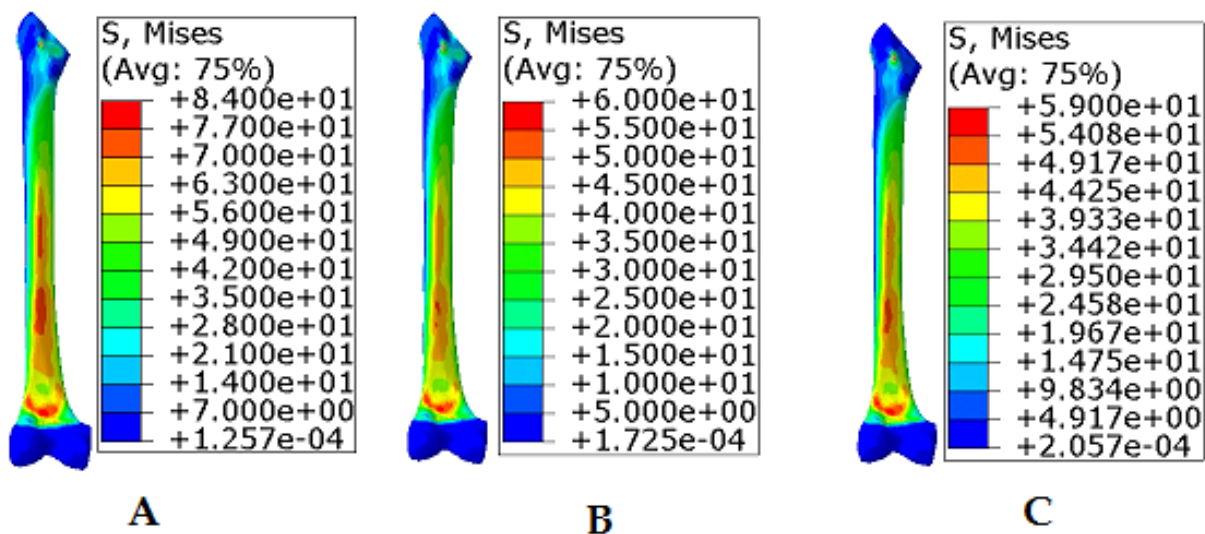 S, Mises
(Avg: 75%)
+8.400e+01
+7.700e+01
+7.000e+01
+6.300e+01
+5.600e+01
+4.900e+01
+4.200e+01
+3.500e+01
+2.800e+01
+2.100e+01
+1.400e+01
+7.000e+00
+1.257e-04
A
S, Mises
(Avg: 75%)
+6.000e+01
+5.500e+01
+5.000e+01
+4.500e+01
+4.000e+01
+3.500e+01
+3.000e+01
+2.500e+01
+2.000e+01
+1.500e+01
+1.000e+01
+5.000e+00
+1.725e-04
B
S, Mises
(Avg: 75%)
+5.900e+01
+5.408e+01
+4.917e+01
+4.425e+01
+3.933e+01
+3.442e+01
+2.950e+01
+2.458e+01
+1.967e+01
+1.475e+01
+9.834e+00
+4.917e+00
+2.057e-04
C